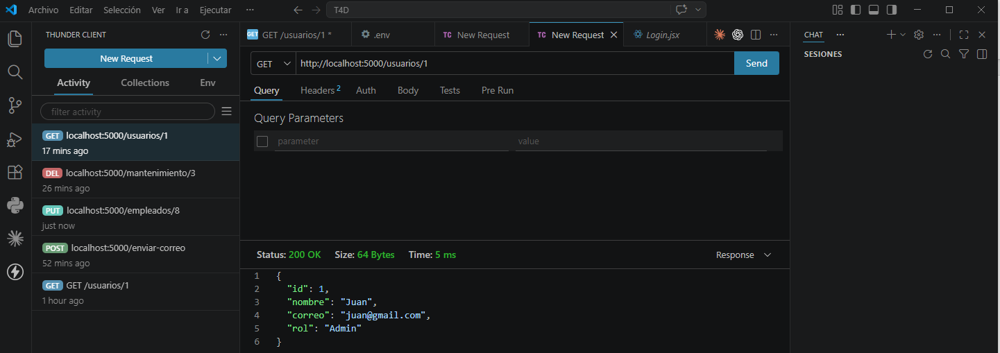 Archivo Editar Selección Ver Ir a Ejecutar ··· T4D
THUNDER CLIENT
New Request
Activity Collections Env
filter activity
GET localhost:5000/usuarios/1
17 mins ago
DEL localhost:5000/mantenimiento/3
26 mins ago
PUT localhost:5000/empleados/8
just now
POST localhost:5000/enviar-correo
52 mins ago
GET GET /usuarios/1
1 hour ago
GET GET /usuarios/1 * .env TC New Request TC New Request Login.jsx
GET http://localhost:5000/usuarios/1 Send
Query Headers 2 Auth Body Tests Pre Run
Query Parameters
parameter value
Status: 200 OK Size: 64 Bytes Time: 5 ms Response
1 {
2 "id": 1,
3 "nombre": "Juan",
4 "correo": "juan@gmail.com",
5 "rol": "Admin"
6 }
CHAT
SESIONES